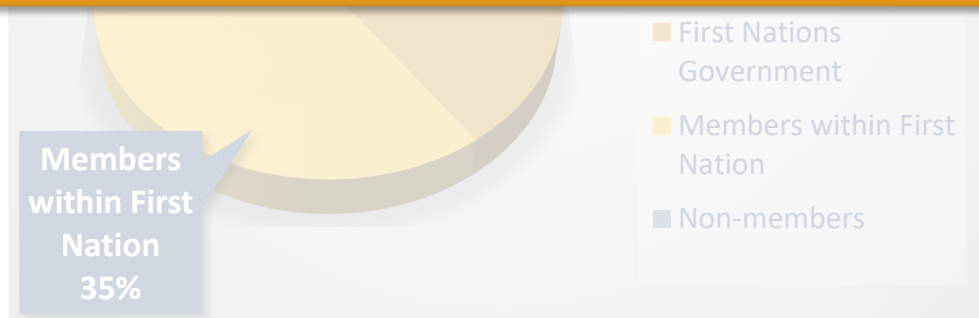 First Nations
Government
Members within First
Nation
Non-members
Members
within First
Nation
35%